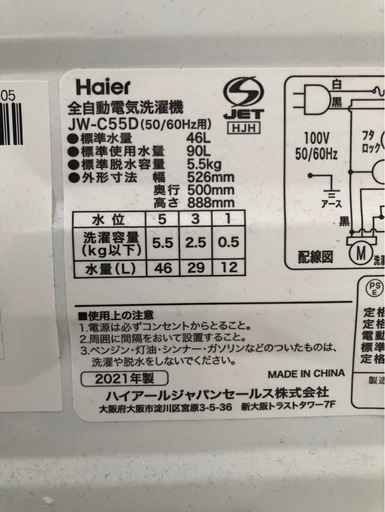 05
Haier
全自動電気洗濯機
JW-C55D(50/60Hz用)
●標準水量 46L
●標準使用水量 90L
●標準脱水容量 5.5kg
●外形寸法 幅 526mm
奥行 500mm
高さ 888mm
S
JET
HJH
白
黒
100V
50/60Hz
フタ
ロック
アース
黒
M
洗濯
配線図
水 位 5 3 1
洗濯容量(kg以下) 5.5 2.5 0.5
水量(L) 46 29 12
■使用上の注意
1.電源は必ずコンセントからとること。
2.周囲に間隔をおいて設置すること。
3.ベンジン・灯油・シンナー・ガソリンなどのついたものは、
洗濯や脱水をしないでください。
2021年製
MADE IN CHINA
ハイアールジャパンセールス株式会社
大阪府大阪市淀川区宮原3-5-36 新大阪トラストタワー7F
PS
E
定格
定格
電動
定格
製造